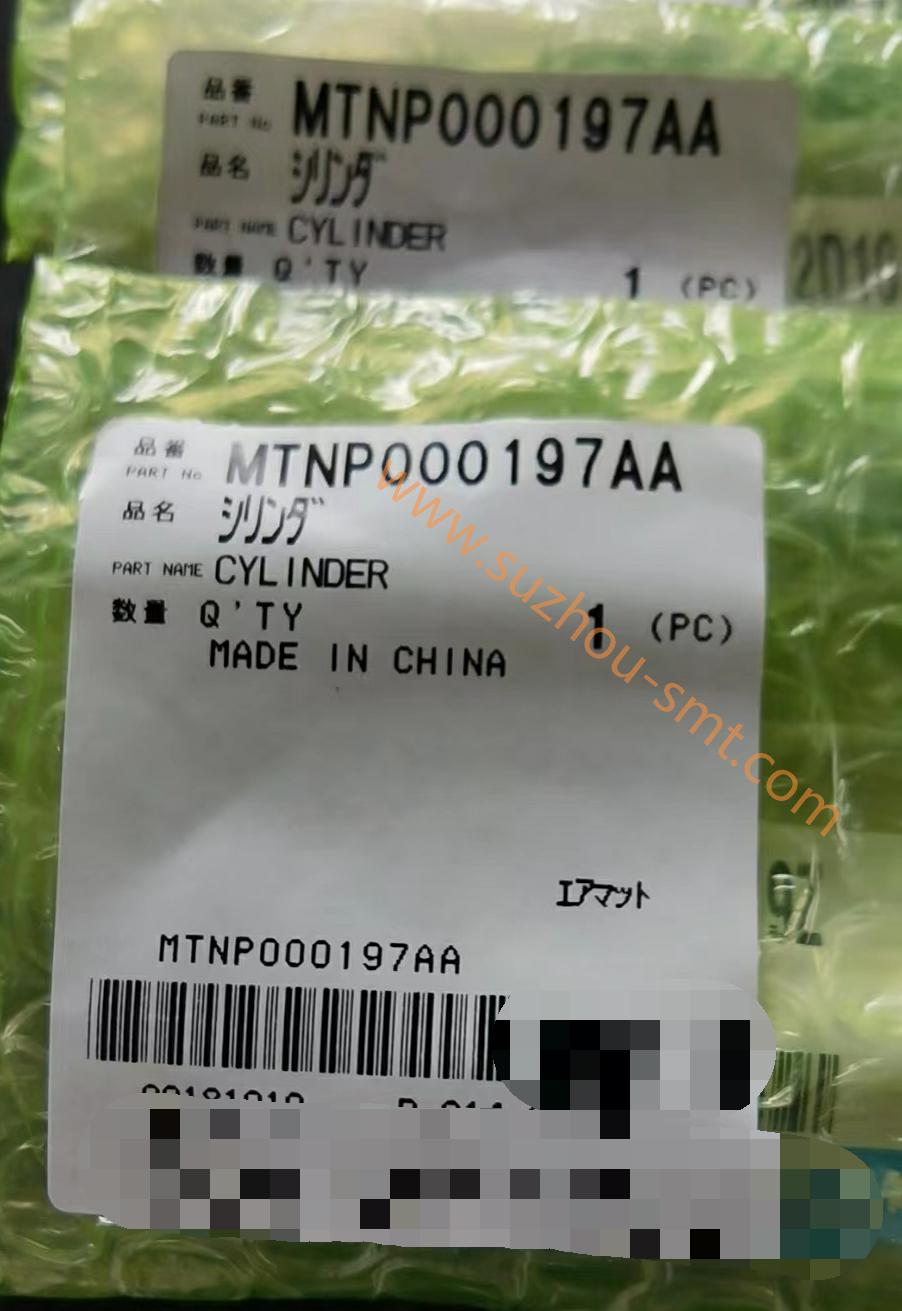 品番
PART No MTNP000197AA
品名 シリンダ
PART NAME CYLINDER
数量 Q'TY 1 (PC)
品番
PART No MTNP000197AA
品名 シリンダ
PART NAME CYLINDER
数量 Q'TY 1 (PC)
MADE IN CHINA
www.suzhou-smt.com
エアマット
MTNP000197AA